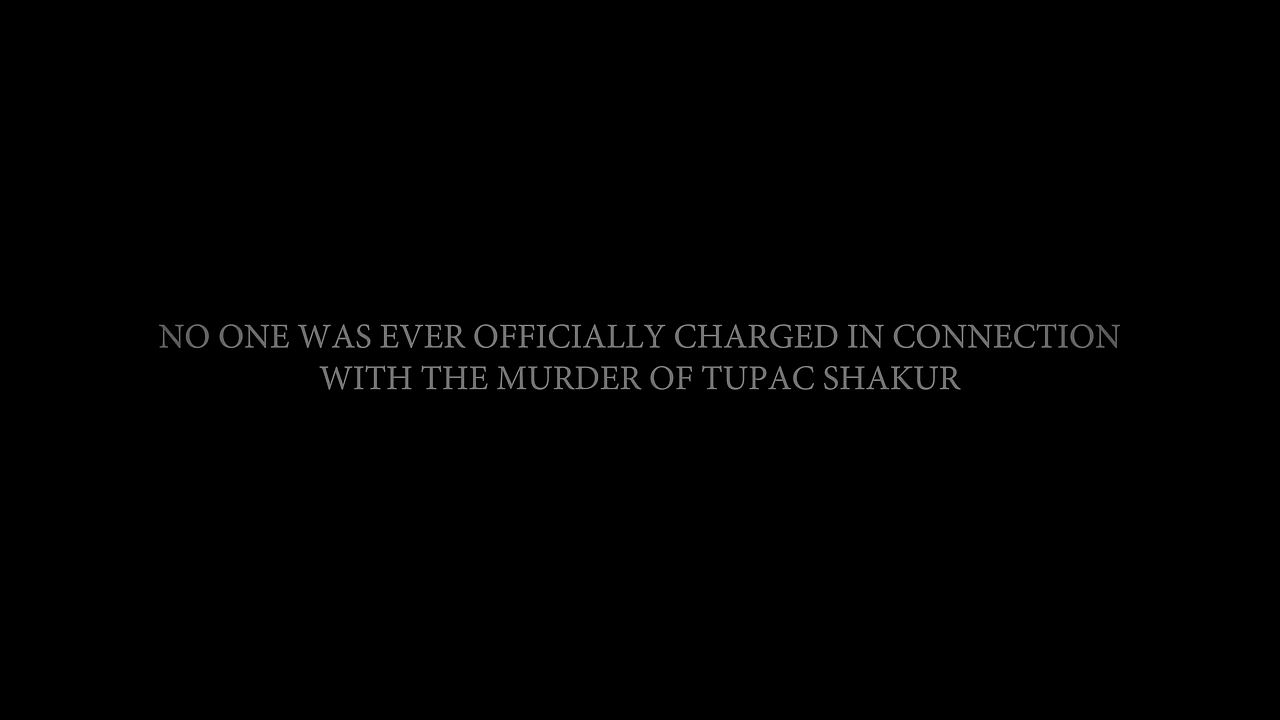 NO ONE WAS EVER OFFICIALLY CHARGED IN CONNECTION
WITH THE MURDER OF TUPAC SHAKUR